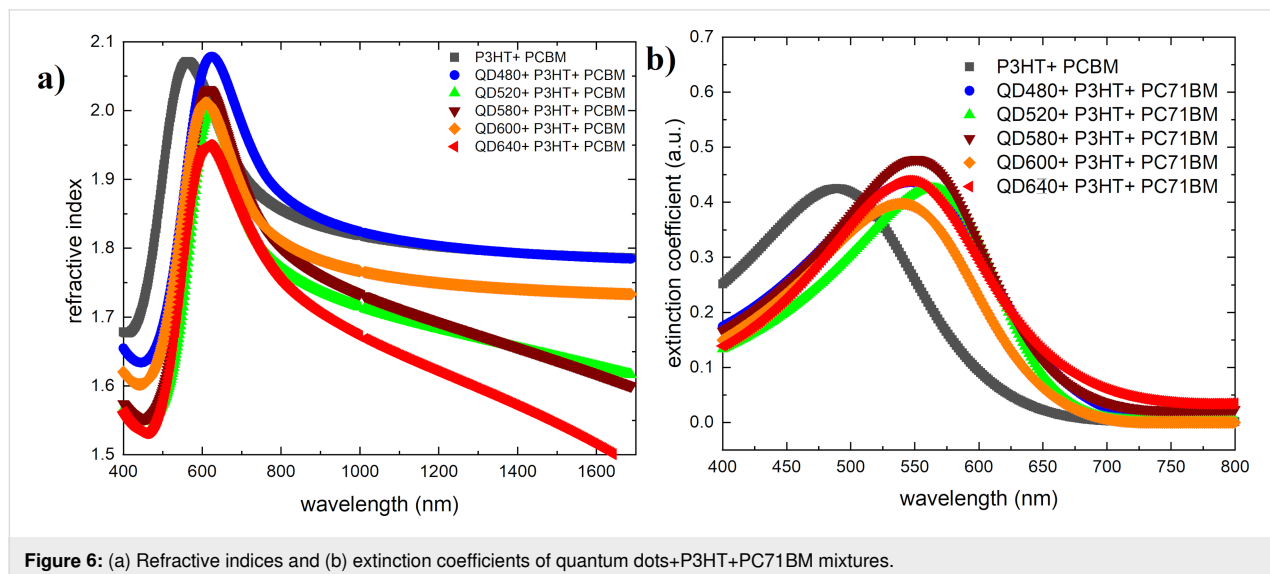 a)
2.1
2.0
1.9
1.8
1.7
1.6
1.5
refractive index
400 600 800 1000 1200 1400 1600
wavelength (nm)
P3HT+ PCBM
QD480+ P3HT+ PCBM
QD520+ P3HT+ PCBM
QD580+ P3HT+ PCBM
QD600+ P3HT+ PCBM
QD640+ P3HT+ PCBM
b)
0.7
0.6
0.5
0.4
0.3
0.2
0.1
0.0
extinction coefficient (a.u.)
400 450 500 550 600 650 700 750 800
wavelength (nm)
P3HT+ PCBM
QD480+ P3HT+ PC71BM
QD520+ P3HT+ PC71BM
QD580+ P3HT+ PC71BM
QD600+ P3HT+ PC71BM
QD640+ P3HT+ PC71BM
Figure 6: (a) Refractive indices and (b) extinction coefficients of quantum dots+P3HT+PC71BM mixtures.